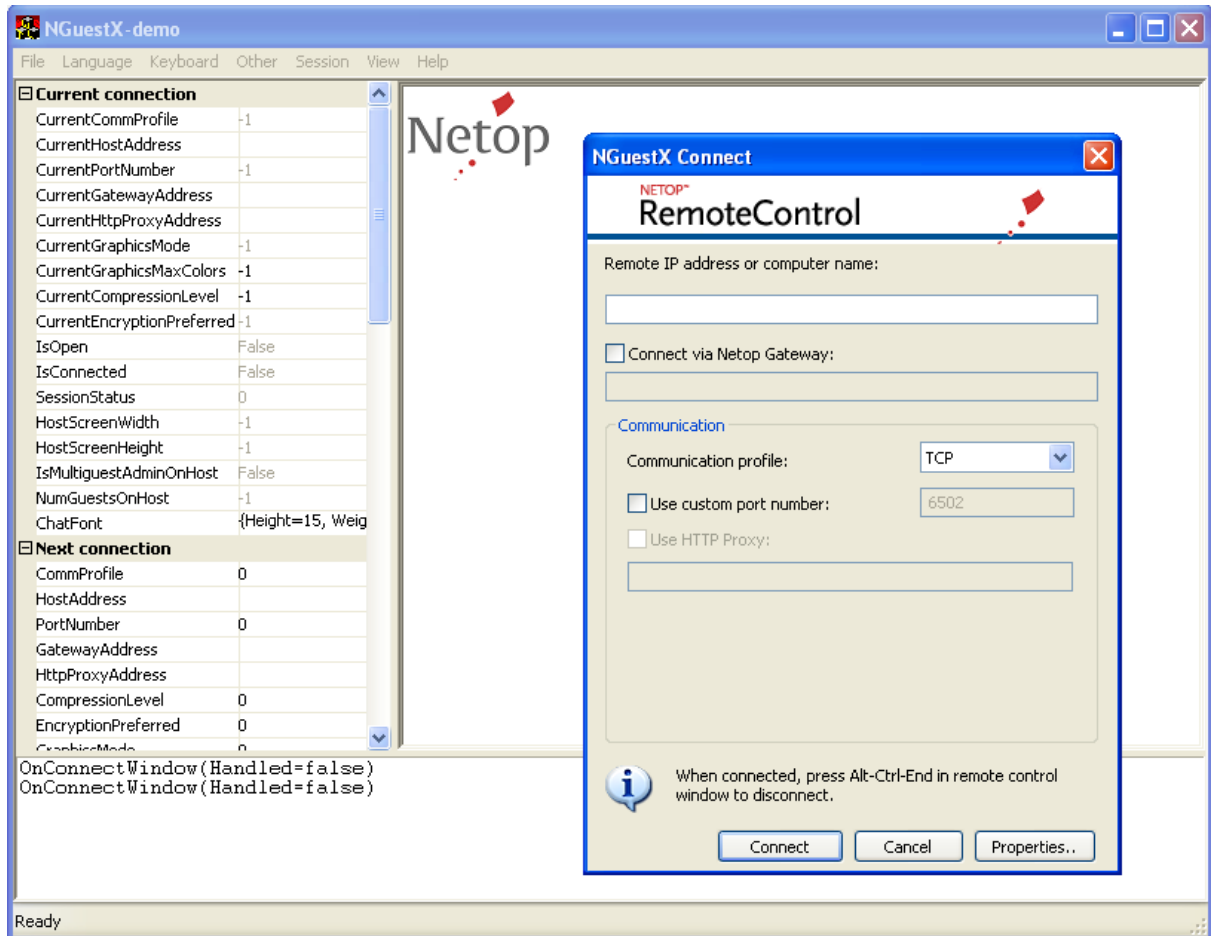 NGuestX-demo
File Language Keyboard Other Session View Help
Current connection
CurrentCommProfile -1
CurrentHostAddress
CurrentPortNumber -1
CurrentGatewayAddress
CurrentHttpProxyAddress
CurrentGraphicsMode -1
CurrentGraphicsMaxColors -1
CurrentCompressionLevel -1
CurrentEncryptionPreferred -1
IsOpen False
IsConnected False
SessionStatus 0
HostScreenWidth -1
HostScreenHeight -1
IsMultiguestAdminOnHost False
NumGuestsOnHost -1
ChatFont {Height=15, Weig
Next connection
CommProfile 0
HostAddress
PortNumber 0
GatewayAddress
HttpProxyAddress
CompressionLevel 0
EncryptionPreferred 0
GraphicsMode 0
Netop
NGuestX Connect
NETOP™
RemoteControl
Remote IP address or computer name:
Connect via Netop Gateway:
Communication
Communication profile: TCP
Use custom port number: 6502
Use HTTP Proxy:
When connected, press Alt-Ctrl-End in remote control
window to disconnect.
Connect Cancel Properties..
OnConnectWindow(Handled=false)
OnConnectWindow(Handled=false)
Ready